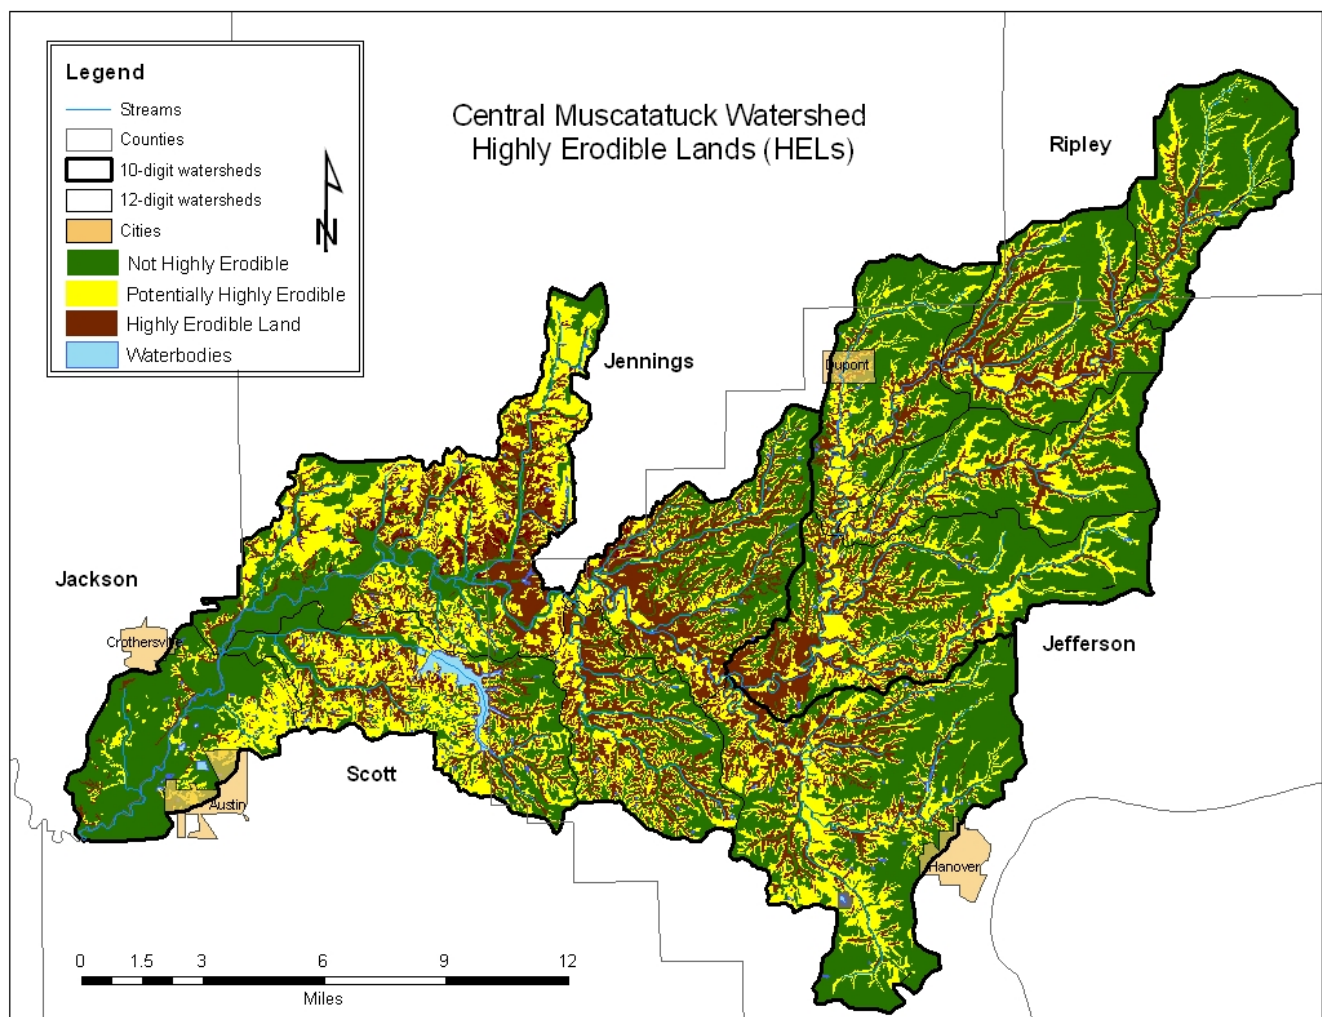 Legend
Streams
Counties
10-digit watersheds
12-digit watersheds
Cities
Not Highly Erodible
Potentially Highly Erodible
Highly Erodible Land
Waterbodies
N
Central Muscatatuck Watershed
Highly Erodible Lands (HELs)
Ripley
Jennings
Dupont
Jackson
Crothersville
Jefferson
Scott
Austin
Hanover
0 1.5 3 6 9 12
Miles